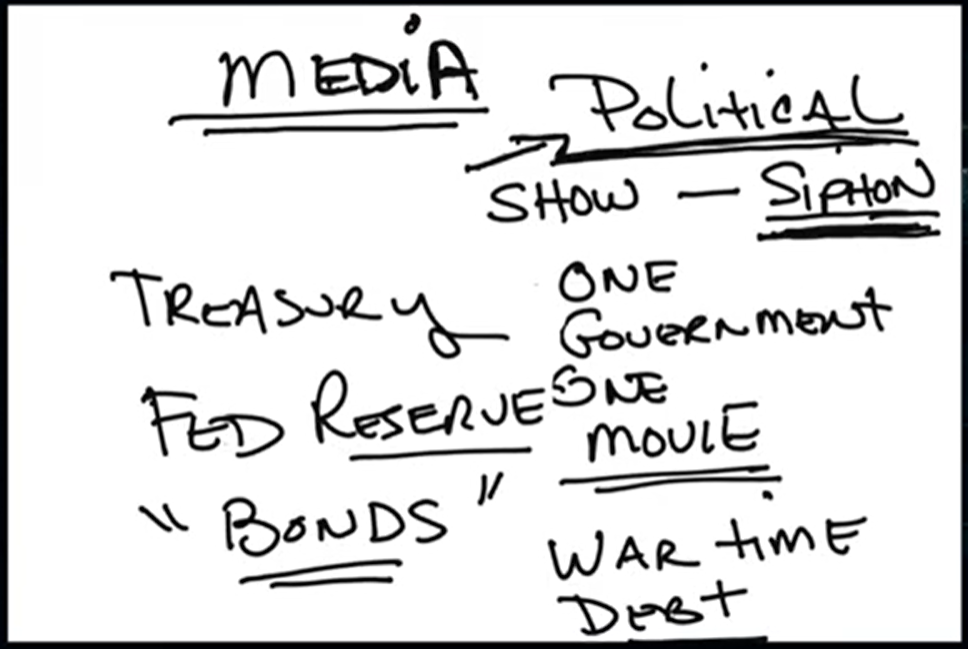 MEDIA
POLITICAL
SHOW — SIPHON
TREASURY
FED RESERVE
"BONDS"
ONE
GOVERNMENT
ONE
MOVIE
WAR TIME
DEBT